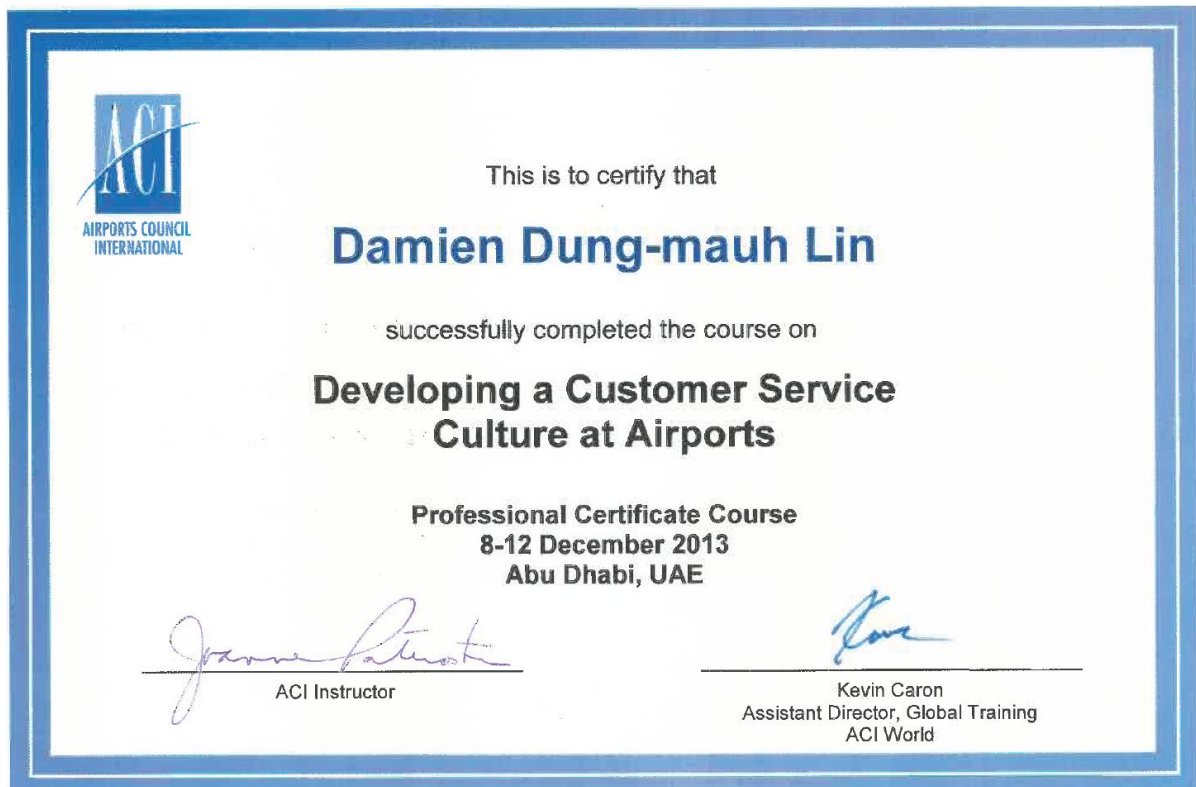 ACI
AIRPORTS COUNCIL
INTERNATIONAL
This is to certify that
Damien Dung-mauh Lin
successfully completed the course on
Developing a Customer Service
Culture at Airports
Professional Certificate Course
8-12 December 2013
Abu Dhabi, UAE
Joanne
ACI Instructor
Kevin Caron
Assistant Director, Global Training
ACI World